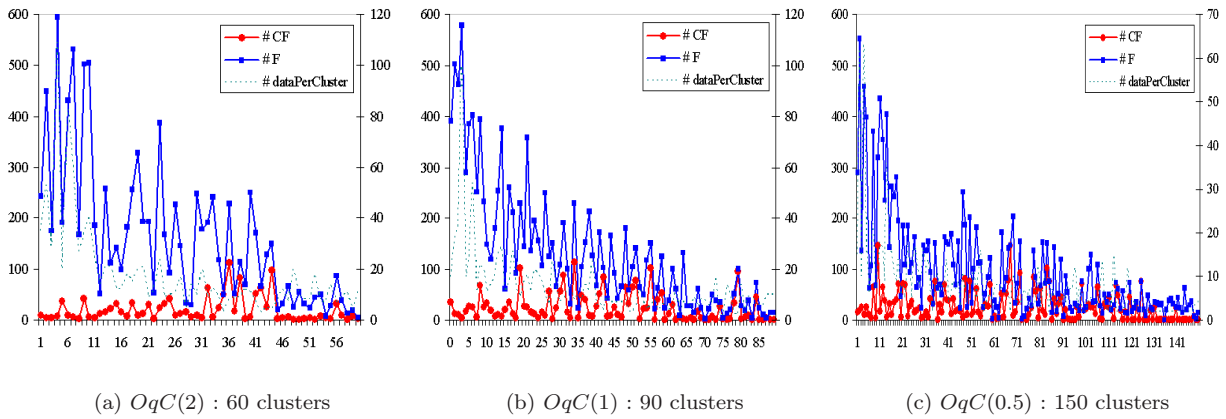 600
500
400
300
200
100
0
120
100
80
60
40
20
0
# CF
# F
# dataPerCluster
1 6 11 16 21 26 31 36 41 46 51 56
(a) OqC(2) : 60 clusters
600
500
400
300
200
100
0
120
100
80
60
40
20
0
# CF
# F
# dataPerCluster
0 5 10 15 20 25 30 35 40 45 50 55 60 65 70 75 80 85
(b) OqC(1) : 90 clusters
600
500
400
300
200
100
0
70
60
50
40
30
20
10
0
# CF
# F
# dataPerCluster
1 11 21 31 41 51 61 71 81 91 101 111 121 131 141
(c) OqC(0.5) : 150 clusters